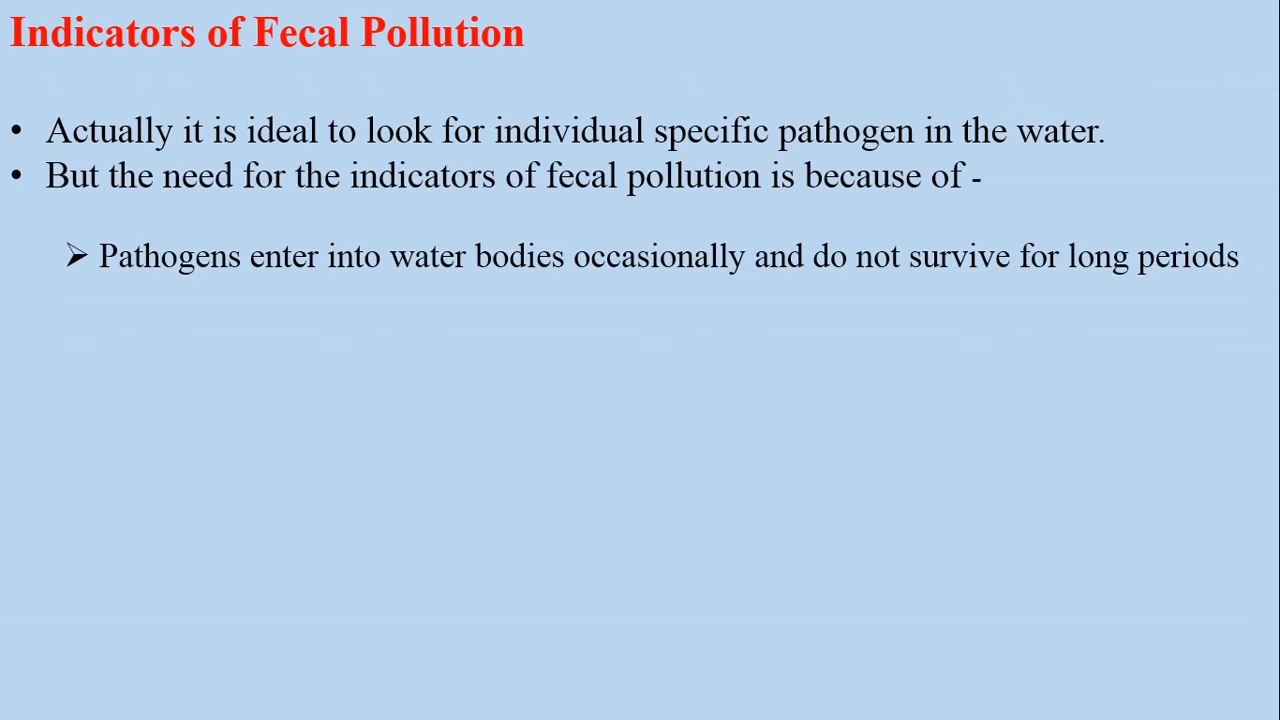 Indicators of Fecal Pollution
• Actually it is ideal to look for individual specific pathogen in the water.
• But the need for the indicators of fecal pollution is because of -
➢ Pathogens enter into water bodies occasionally and do not survive for long periods